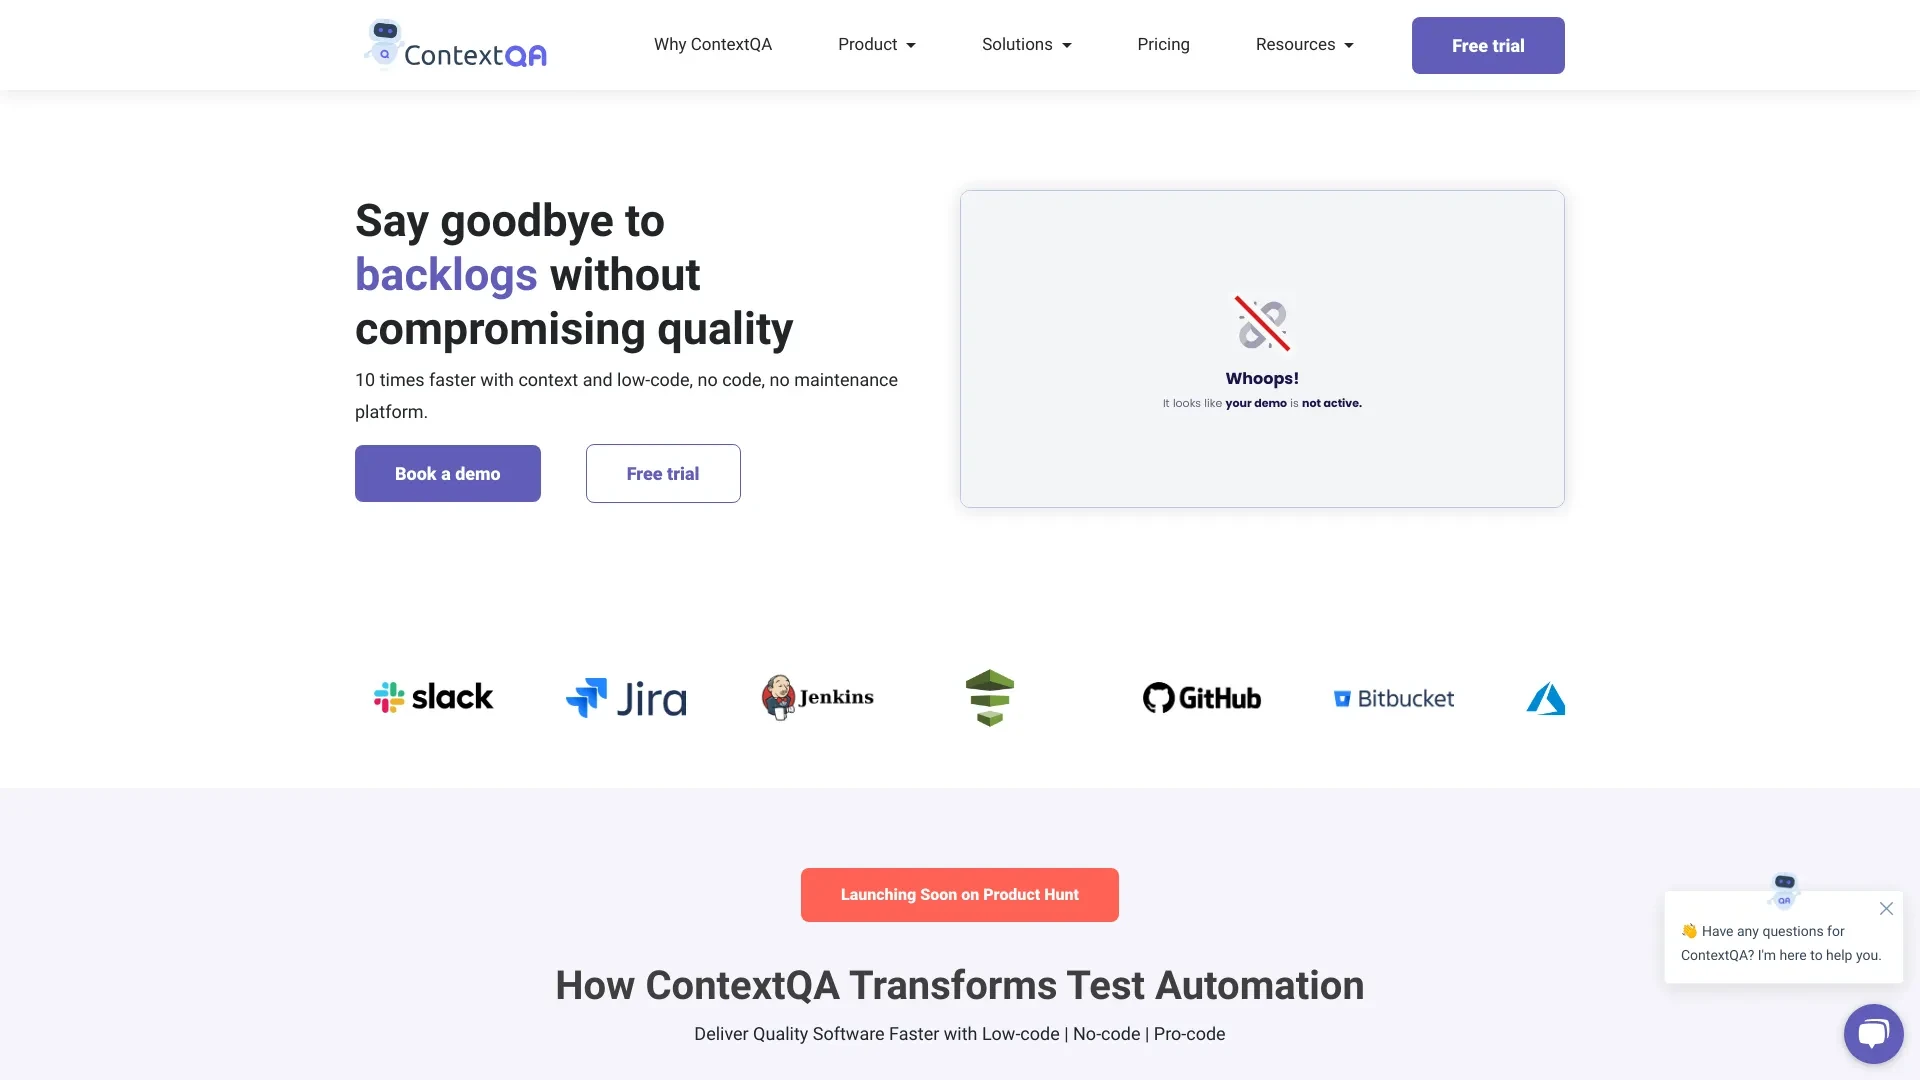 ContextQA
Why ContextQA
Product
Solutions
Pricing
Resources
Free trial
Say goodbye to
backlogs without
compromising quality
10 times faster with context and low-code, no code, no maintenance
platform.
Book a demo
Free trial
Whoops!
It looks like your demo is not active.
slack
Jira
Jenkins
GitHub
Bitbucket
Launching Soon on Product Hunt
How ContextQA Transforms Test Automation
Deliver Quality Software Faster with Low-code | No-code | Pro-code
QA
👋 Have any questions for
ContextQA? I'm here to help you.